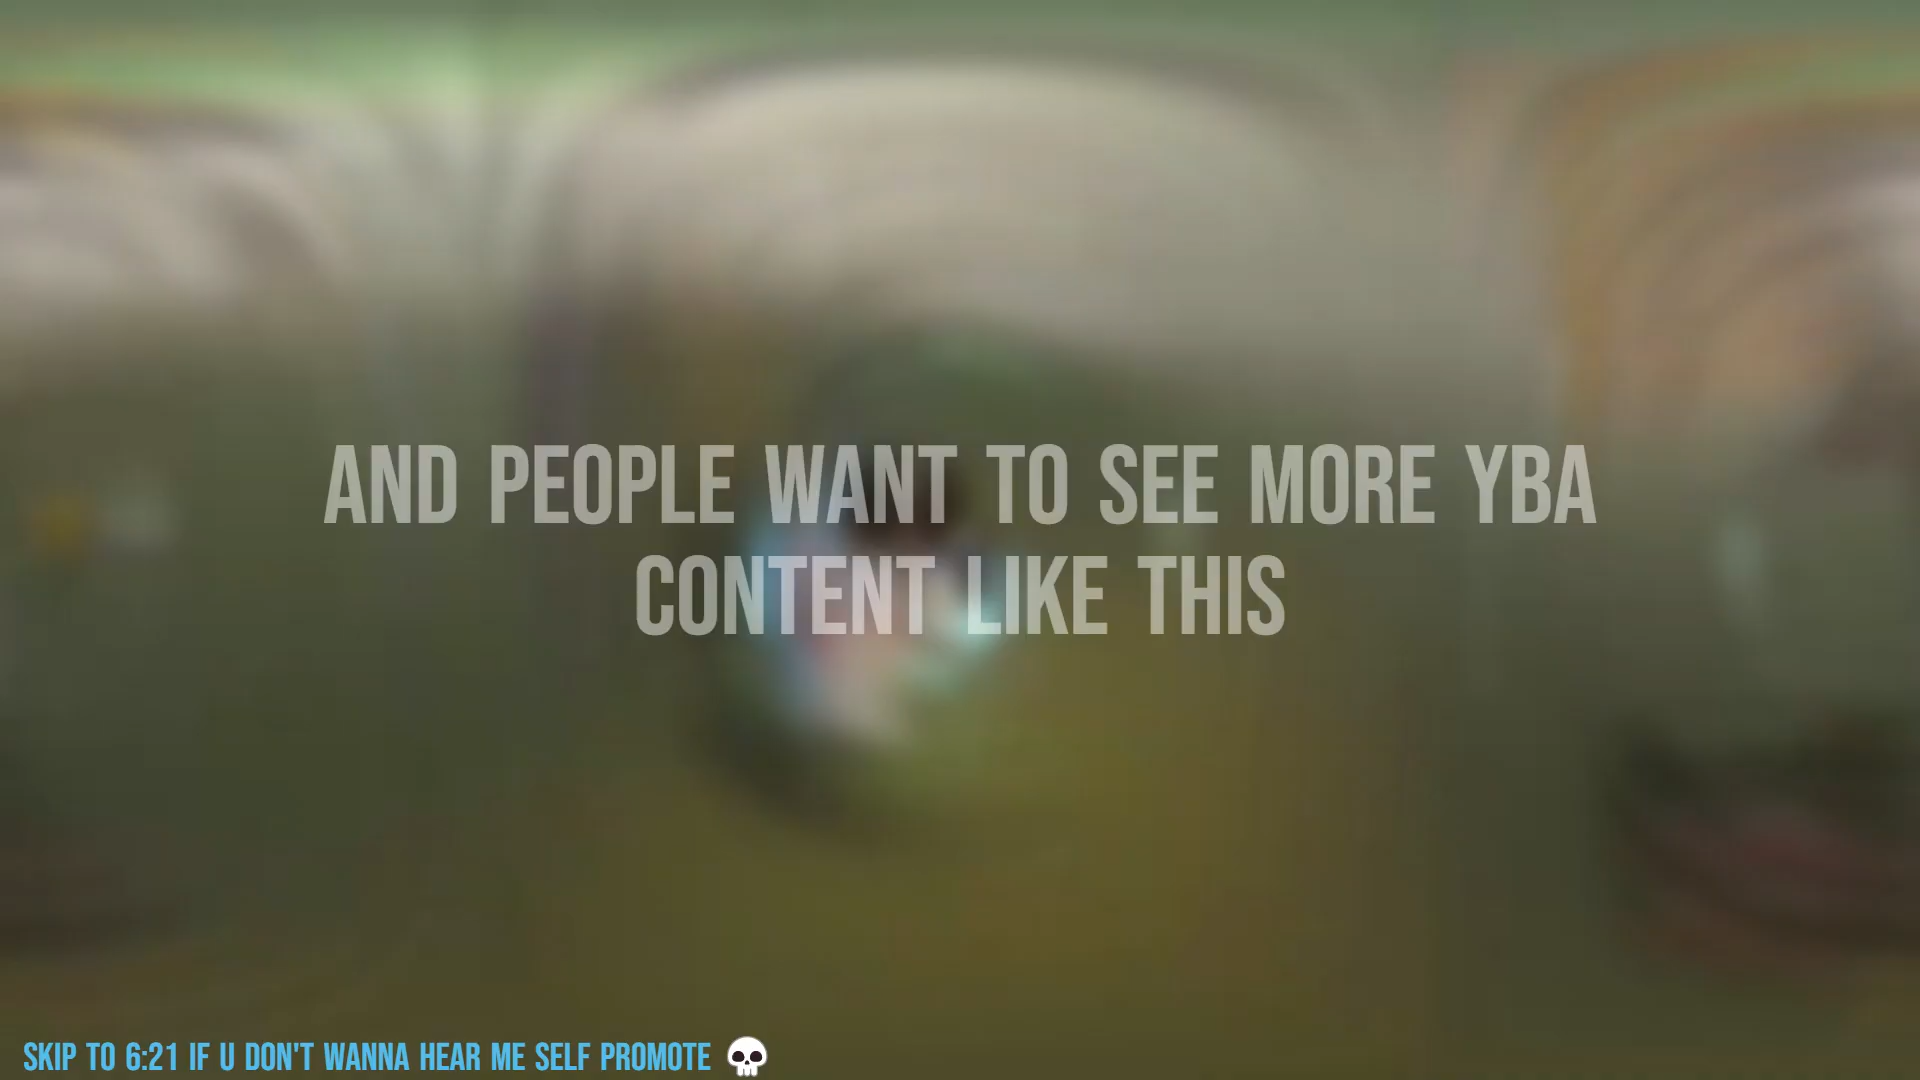 AND PEOPLE WANT TO SEE MORE YBA
CONTENT LIKE THIS
SKIP TO 6:21 IF U DON'T WANNA HEAR ME SELF PROMOTE 💀